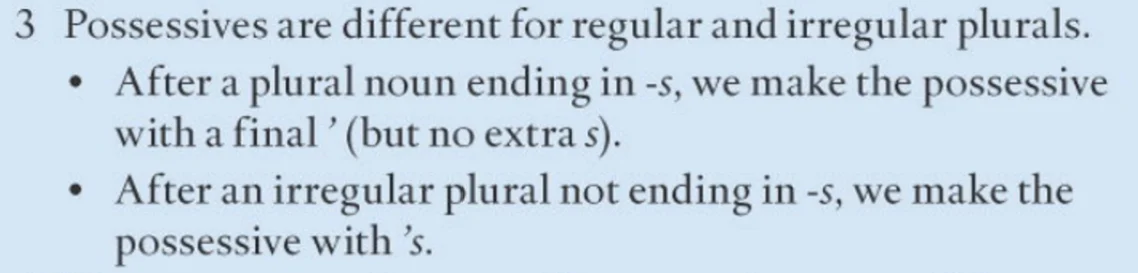 3 Possessives are different for regular and irregular plurals.
• After a plural noun ending in -s, we make the possessive
with a final ’ (but no extra s).
• After an irregular plural not ending in -s, we make the
possessive with ’s.